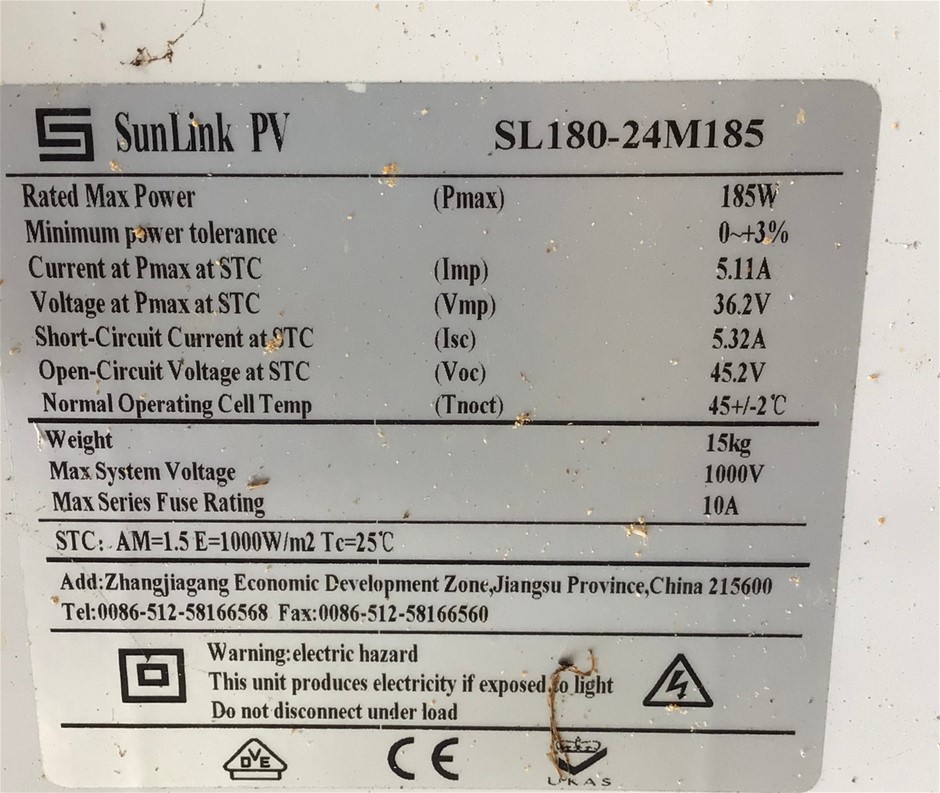 SunLink PV SL180-24M185
Rated Max Power (Pmax) 185W
Minimum power tolerance 0~+3%
Current at Pmax at STC (Imp) 5.11A
Voltage at Pmax at STC (Vmp) 36.2V
Short-Circuit Current at STC (Isc) 5.32A
Open-Circuit Voltage at STC (Voc) 45.2V
Normal Operating Cell Temp (Tnoct) 45+/-2℃
Weight 15kg
Max System Voltage 1000V
Max Series Fuse Rating 10A
STC: AM=1.5 E=1000W/m2 Tc=25℃
Add:Zhangjiagang Economic Development Zone,Jiangsu Province,China 215600
Tel:0086-512-58166568 Fax:0086-512-58166560
Warning:electric hazard
This unit produces electricity if exposed to light
Do not disconnect under load
DVE CE UKAS